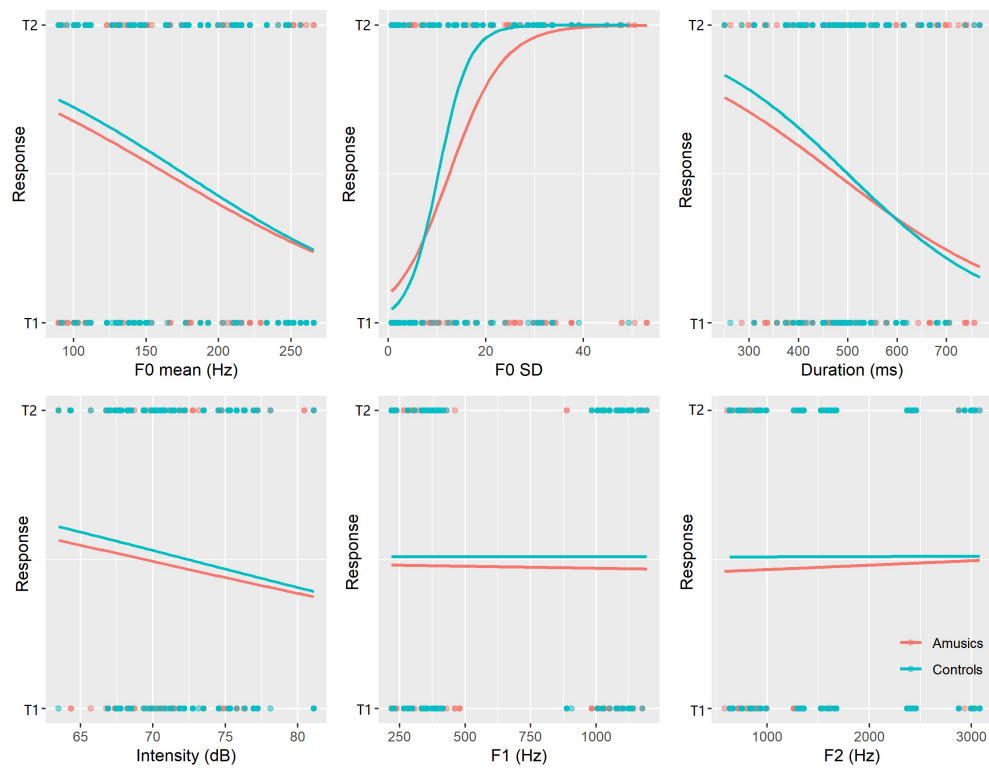 T2
Response
T1
100 150 200 250
F0 mean (Hz)
T2
Response
T1
0 20 40
F0 SD
T2
Response
T1
300 400 500 600 700
Duration (ms)
T2
Response
T1
65 70 75 80
Intensity (dB)
T2
Response
T1
250 500 750 1000
F1 (Hz)
T2
Response
Amusics
Controls
T1
1000 2000 3000
F2 (Hz)